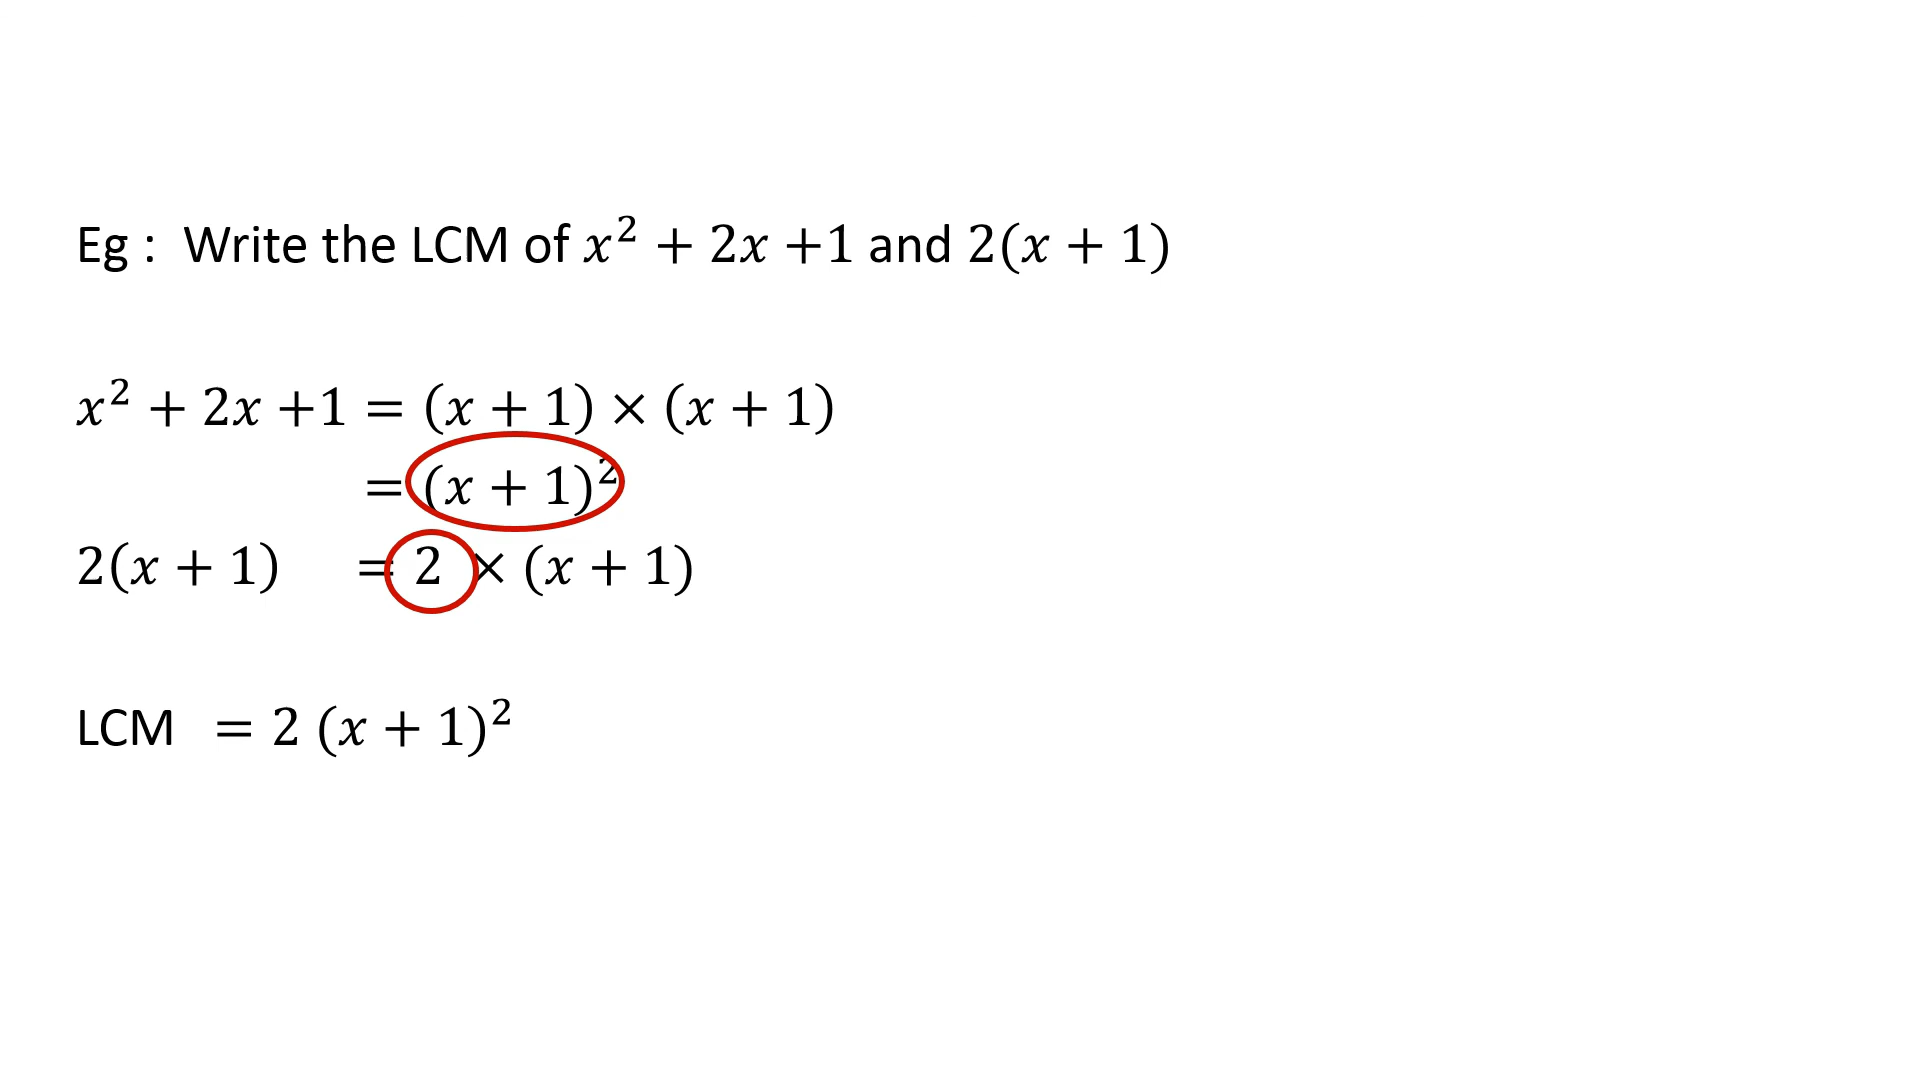 Eg : Write the LCM of 𝑥² + 2𝑥 +1 and 2(𝑥 + 1)
𝑥² + 2𝑥 +1 = (𝑥 + 1) × (𝑥 + 1)
= (𝑥 + 1)²
2(𝑥 + 1) = 2 × (𝑥 + 1)
LCM = 2 (𝑥 + 1)²